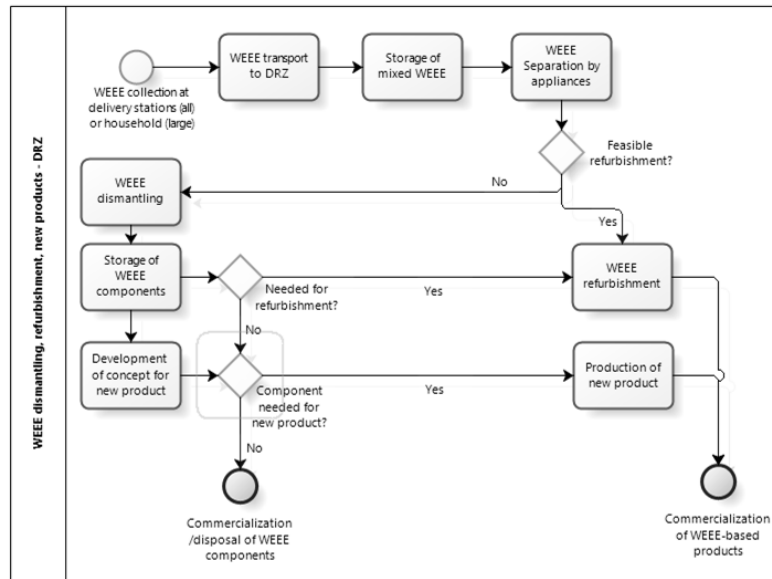 WEEE dismantling, refurbishment, new products - DRZ
WEEE collection at
delivery stations (all)
or household (large)
WEEE transport
to DRZ
Storage of
mixed WEEE
WEEE
Separation by
appliances
Feasible
refurbishment?
No
Yes
WEEE
dismantling
Storage of
WEEE
components
Needed for
refurbishment?
Yes
No
WEEE
refurbishment
Development
of concept for
new product
Component
needed for
new product?
Yes
No
Production of
new product
Commercialization
/disposal of WEEE
components
Commercialization
of WEEE-based
products